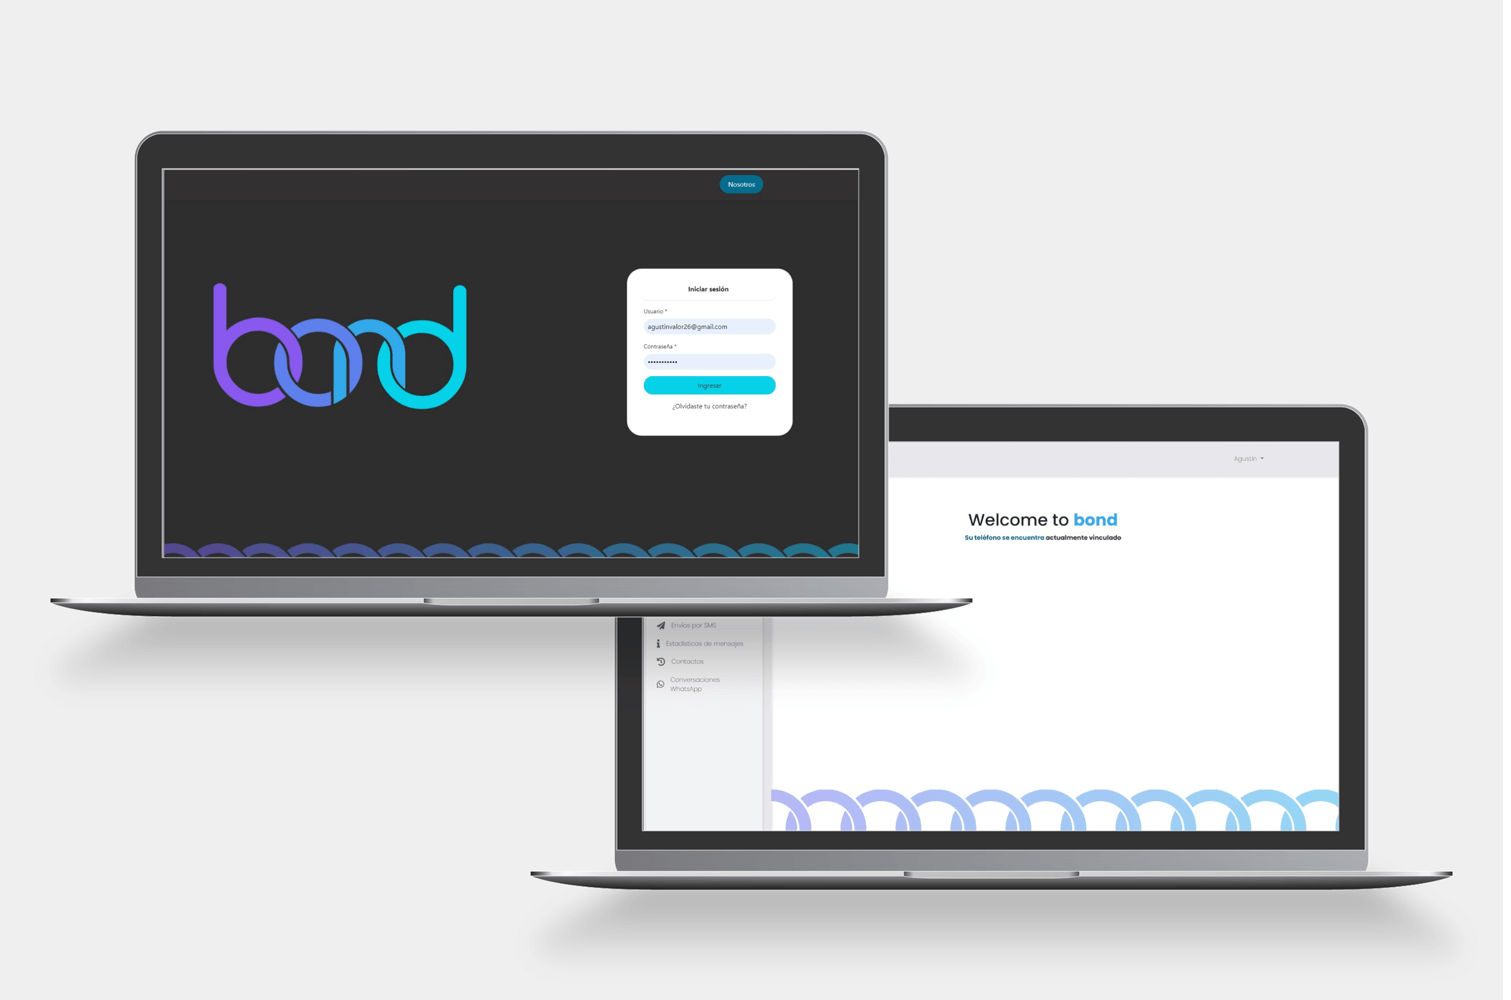 Nosotros
bond
Iniciar sesión
Usuario *
agustinvalor26@gmail.com
Contraseña *
•••••••••••
Ingresar
¿Olvidaste tu contraseña?
Agustin
Welcome to bond
Su teléfono se encuentra actualmente vinculado
Envíos por SMS
Estadísticas de mensajes
Contactos
Conversaciones
WhatsApp